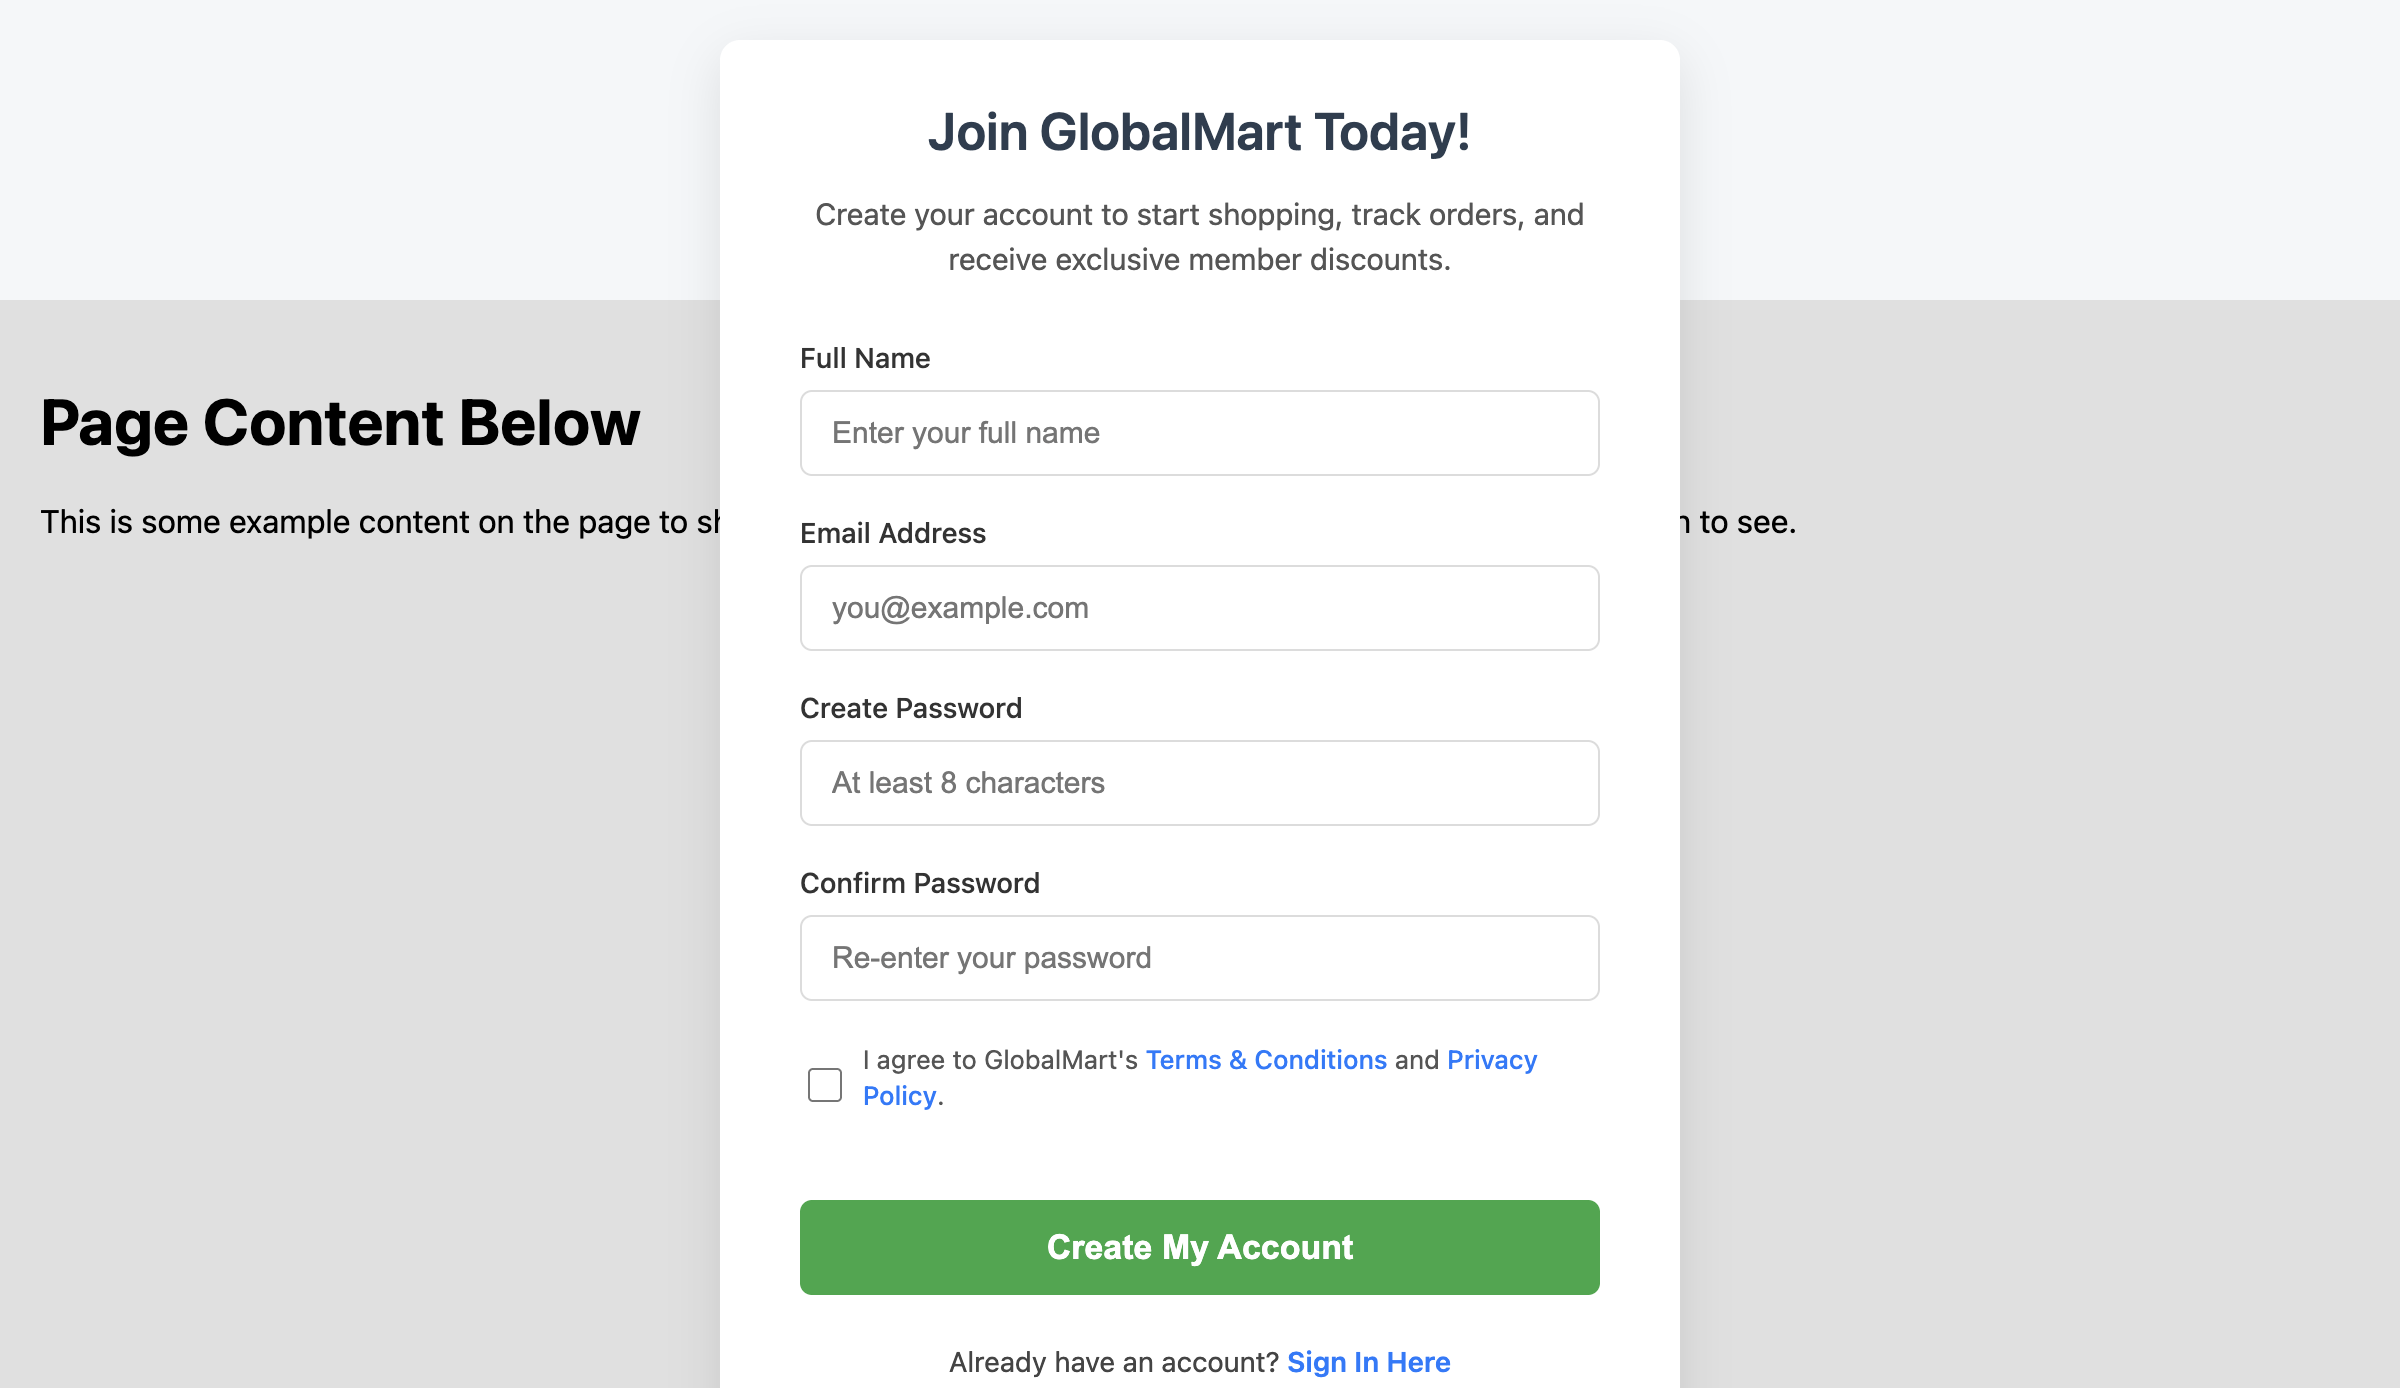 Join GlobalMart Today!
Create your account to start shopping, track orders, and
receive exclusive member discounts.
Full Name
Enter your full name
Page Content Below
This is some example content on the page to
to see.
Email Address
you@example.com
Create Password
At least 8 characters
Confirm Password
Re-enter your password
I agree to GlobalMart's Terms & Conditions and Privacy
Policy.
Create My Account
Already have an account? Sign In Here